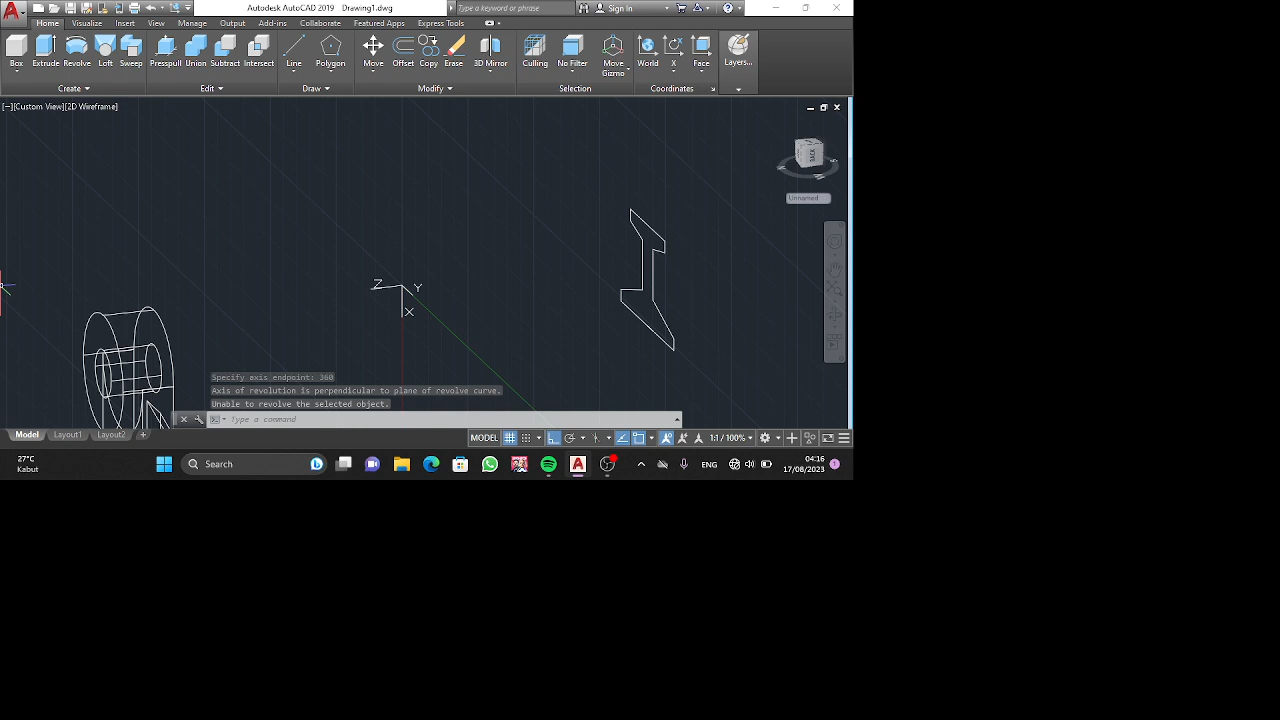 Autodesk AutoCAD 2019 Drawing1.dwg
Type a keyword or phrase
Sign In
Home Visualize Insert View Manage Output Add-ins Collaborate Featured Apps Express Tools
Box Extrude Revolve Loft Sweep Presspull Union Subtract Intersect Line Polygon Move Offset Copy Erase 3D Mirror Culling No Filter Move Gizmo World X Face Layers...
Create Edit Draw Modify Selection Coordinates
[−][Custom View][2D Wireframe]
BACK
Unnamed
Z
Y
X
Specify axis endpoint: 360
Axis of revolution is perpendicular to plane of revolve curve.
Unable to revolve the selected object.
Type a command
Model Layout1 Layout2 +
MODEL 1:1 / 100%
27°C
Kabut
Search
ENG
04:16
17/08/2023
1